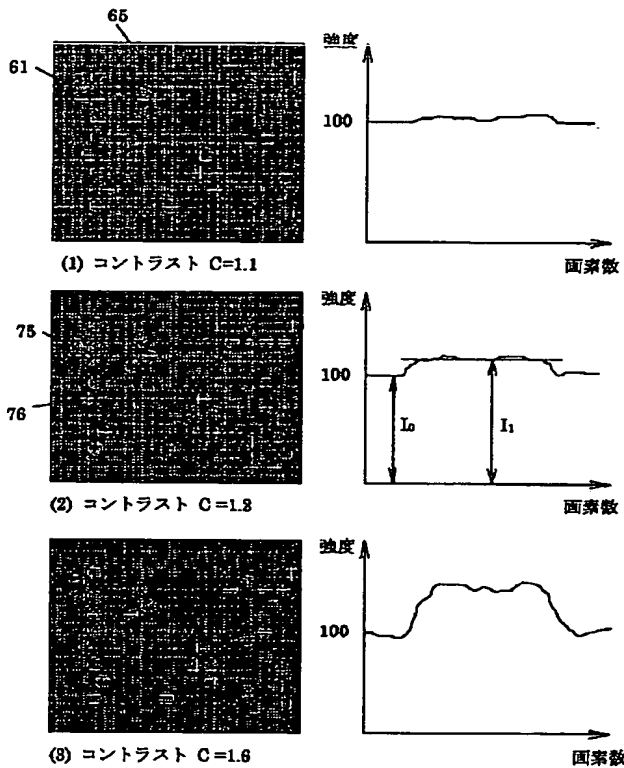 65
61
強度
100
画素数
(1) コントラスト C=1.1
75
76
強度
100
I₀
I₁
画素数
(2) コントラスト C=1.2
強度
100
画素数
(3) コントラスト C=1.6